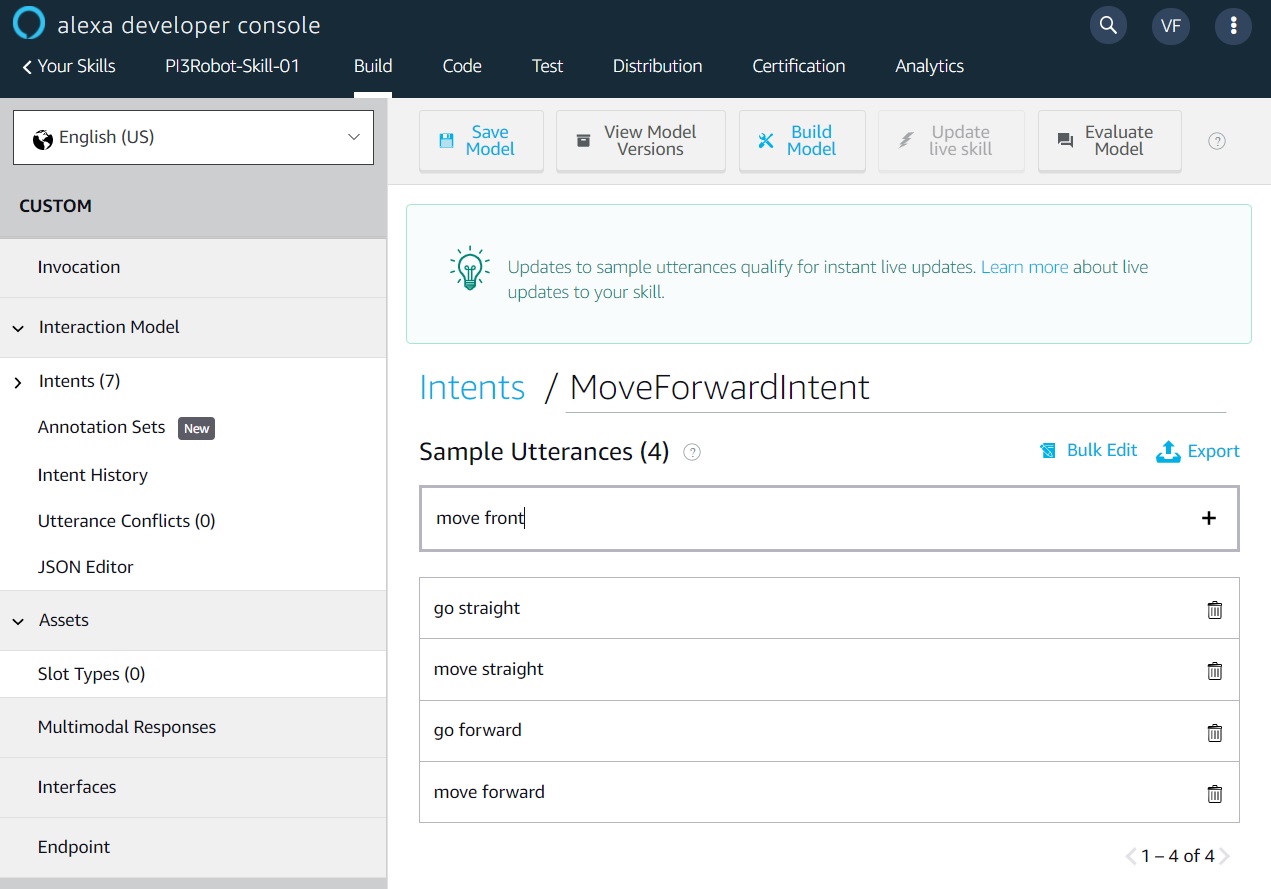 alexa developer console
VF
Your Skills
PI3Robot-Skill-01
Build
Code
Test
Distribution
Certification
Analytics
English (US)
Save
Model
View Model
Versions
Build
Model
Update
live skill
Evaluate
Model
?
CUSTOM
Invocation
Interaction Model
Intents (7)
Annotation Sets New
Intent History
Utterance Conflicts (0)
JSON Editor
Assets
Slot Types (0)
Multimodal Responses
Interfaces
Endpoint
Updates to sample utterances qualify for instant live updates. Learn more about live
updates to your skill.
Intents / MoveForwardIntent
Sample Utterances (4) ?
Bulk Edit
Export
move front
+
go straight
move straight
go forward
move forward
1 – 4 of 4